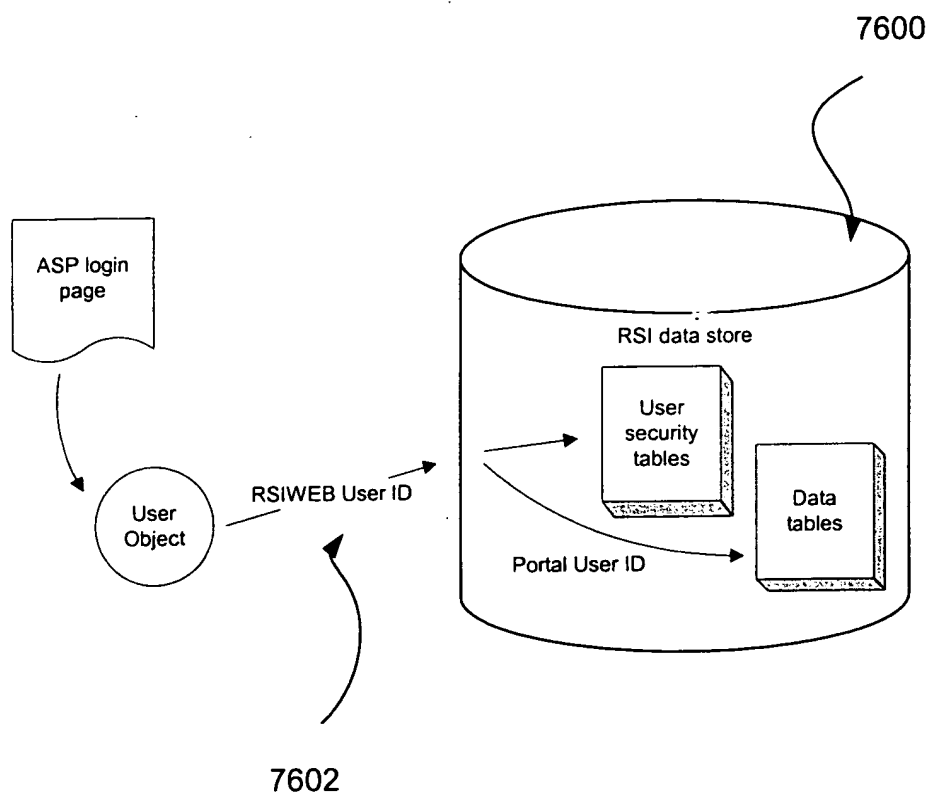 7600
ASP login
page
RSI data store
User
security
tables
RSIWEB User ID
User
Object
Data
tables
Portal User ID
7602